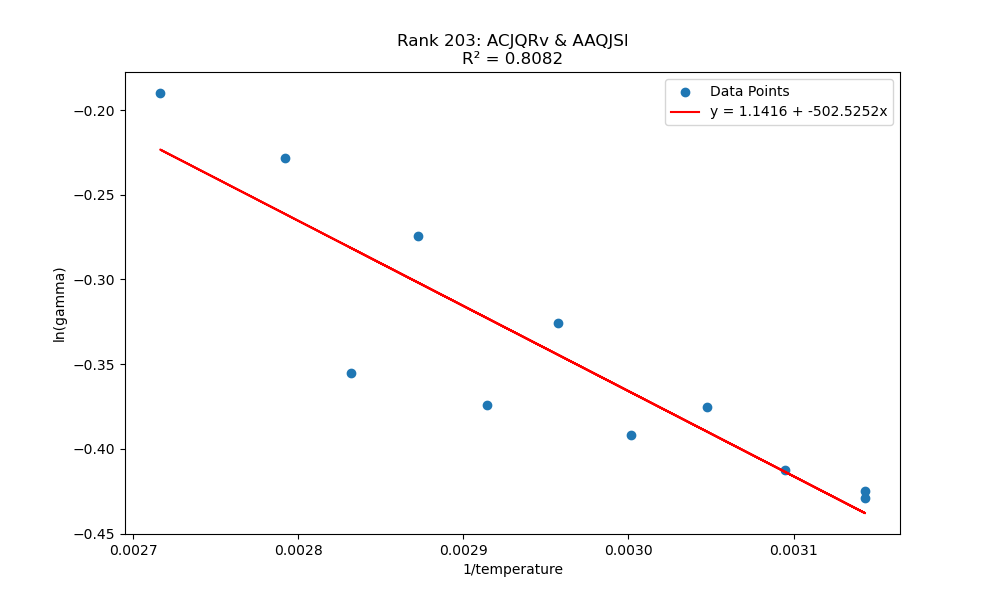 Rank 203: ACJQRv & AAQJSl
R² = 0.8082
Data Points
y = 1.1416 + -502.5252x
−0.20
−0.25
−0.30
−0.35
−0.40
−0.45
ln(gamma)
0.0027 0.0028 0.0029 0.0030 0.0031
1/temperature